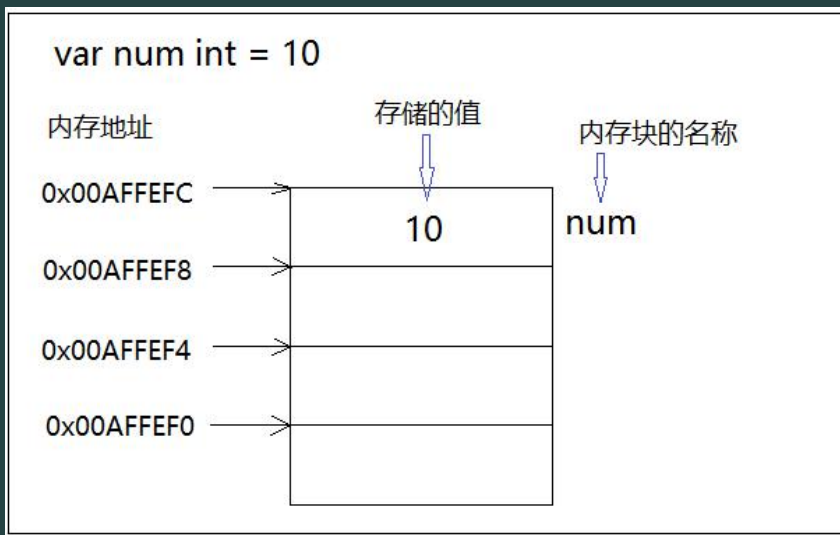 var num int = 10
存储的值
内存地址
内存块的名称
0x00AFFEFC
10
num
0x00AFFEF8
0x00AFFEF4
0x00AFFEF0